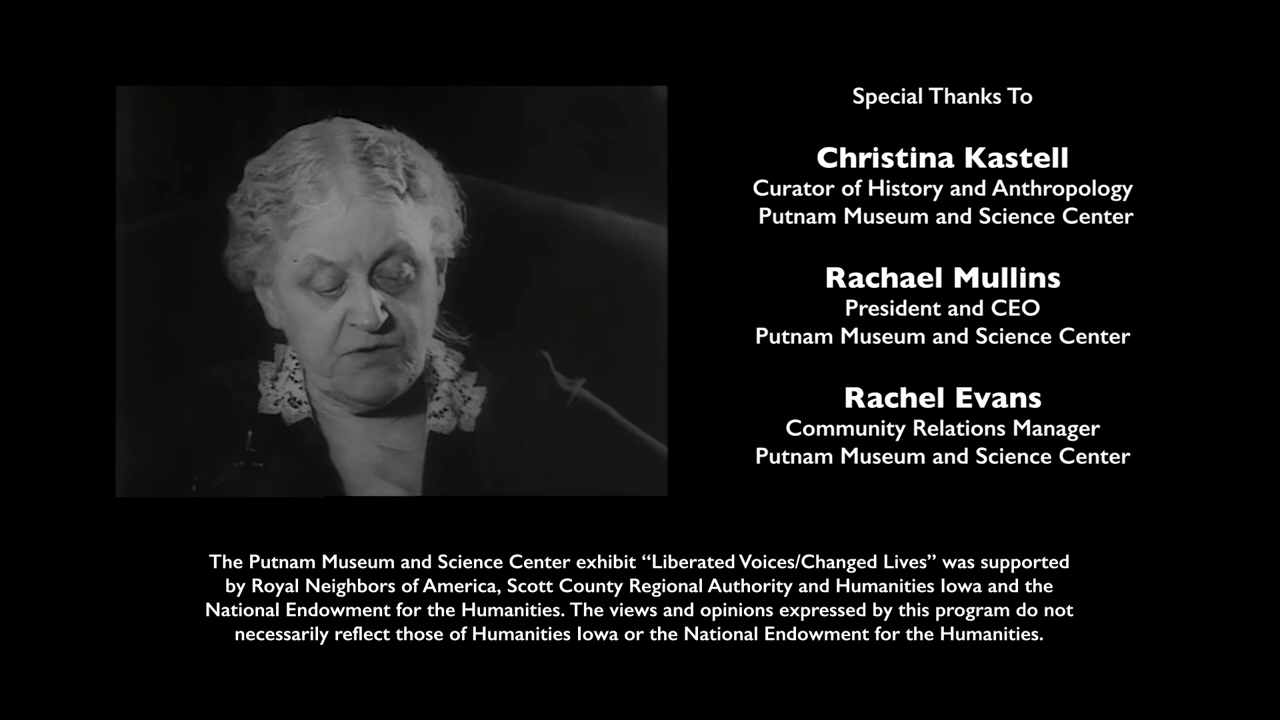 Special Thanks To
Christina Kastell
Curator of History and Anthropology
Putnam Museum and Science Center
Rachael Mullins
President and CEO
Putnam Museum and Science Center
Rachel Evans
Community Relations Manager
Putnam Museum and Science Center
The Putnam Museum and Science Center exhibit “Liberated Voices/Changed Lives” was supported
by Royal Neighbors of America, Scott County Regional Authority and Humanities Iowa and the
National Endowment for the Humanities. The views and opinions expressed by this program do not
necessarily reflect those of Humanities Iowa or the National Endowment for the Humanities.